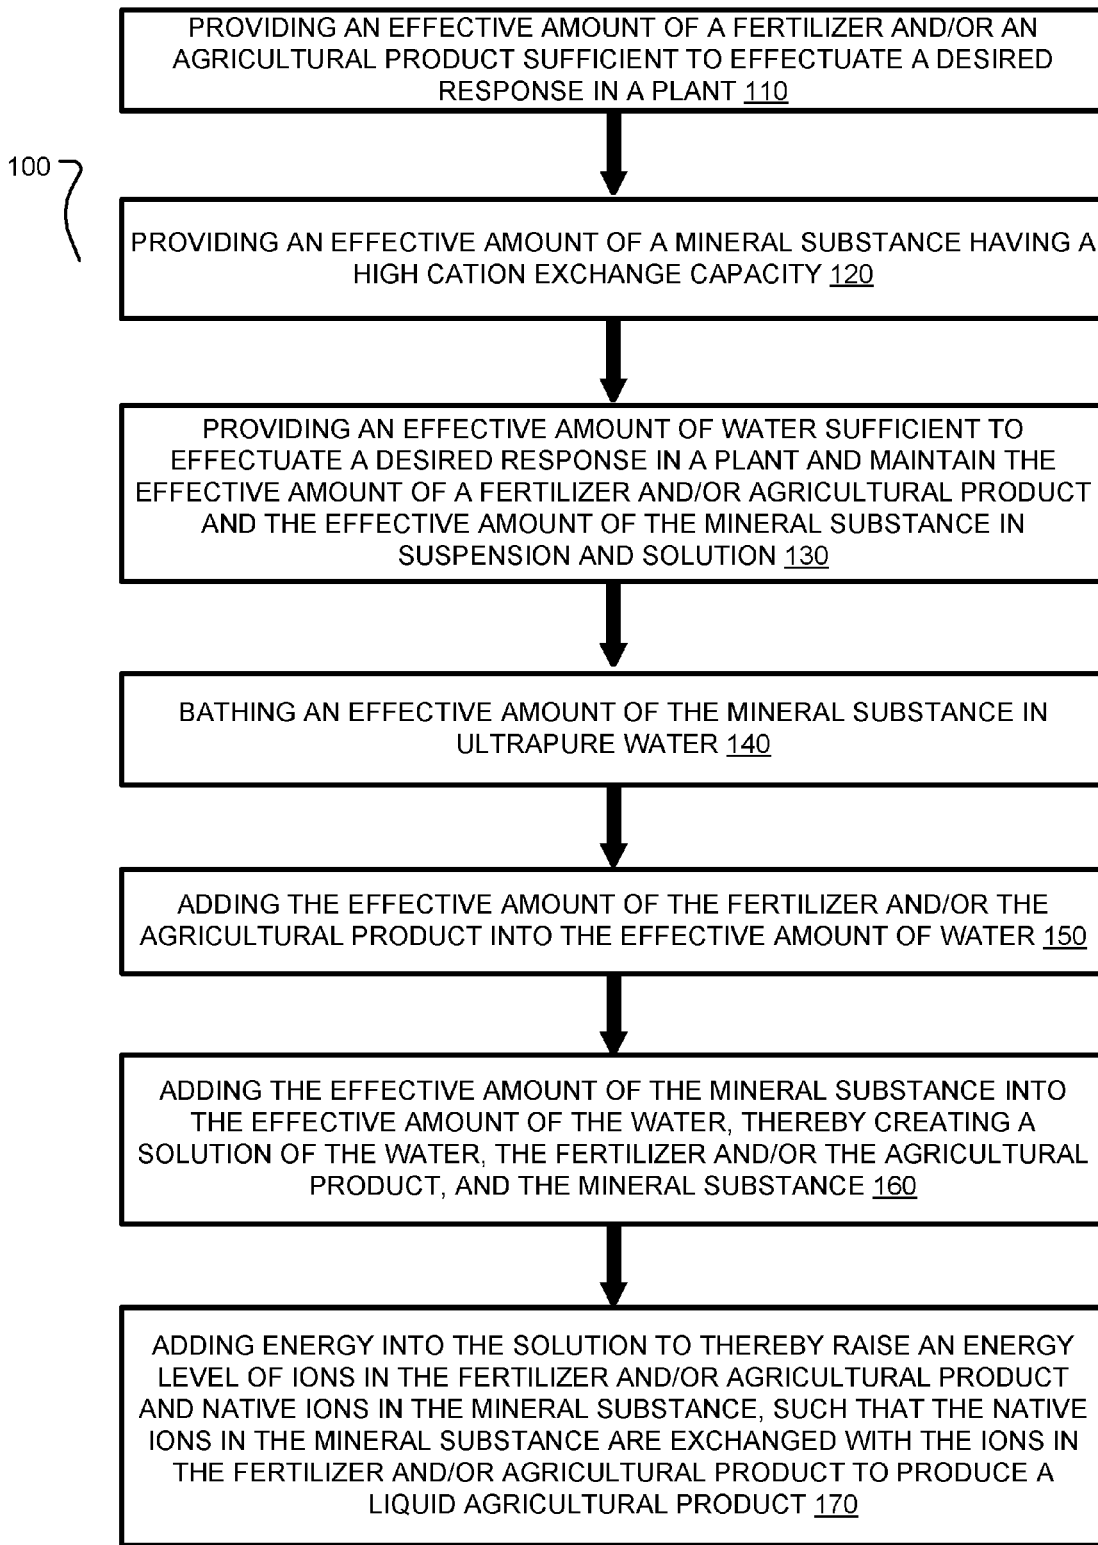 PROVIDING AN EFFECTIVE AMOUNT OF A FERTILIZER AND/OR AN
AGRICULTURAL PRODUCT SUFFICIENT TO EFFECTUATE A DESIRED
RESPONSE IN A PLANT 110
100
PROVIDING AN EFFECTIVE AMOUNT OF A MINERAL SUBSTANCE HAVING A
HIGH CATION EXCHANGE CAPACITY 120
PROVIDING AN EFFECTIVE AMOUNT OF WATER SUFFICIENT TO
EFFECTUATE A DESIRED RESPONSE IN A PLANT AND MAINTAIN THE
EFFECTIVE AMOUNT OF A FERTILIZER AND/OR AGRICULTURAL PRODUCT
AND THE EFFECTIVE AMOUNT OF THE MINERAL SUBSTANCE IN
SUSPENSION AND SOLUTION 130
BATHING AN EFFECTIVE AMOUNT OF THE MINERAL SUBSTANCE IN
ULTRAPURE WATER 140
ADDING THE EFFECTIVE AMOUNT OF THE FERTILIZER AND/OR THE
AGRICULTURAL PRODUCT INTO THE EFFECTIVE AMOUNT OF WATER 150
ADDING THE EFFECTIVE AMOUNT OF THE MINERAL SUBSTANCE INTO
THE EFFECTIVE AMOUNT OF THE WATER, THEREBY CREATING A
SOLUTION OF THE WATER, THE FERTILIZER AND/OR THE AGRICULTURAL
PRODUCT, AND THE MINERAL SUBSTANCE 160
ADDING ENERGY INTO THE SOLUTION TO THEREBY RAISE AN ENERGY
LEVEL OF IONS IN THE FERTILIZER AND/OR AGRICULTURAL PRODUCT
AND NATIVE IONS IN THE MINERAL SUBSTANCE, SUCH THAT THE NATIVE
IONS IN THE MINERAL SUBSTANCE ARE EXCHANGED WITH THE IONS IN
THE FERTILIZER AND/OR AGRICULTURAL PRODUCT TO PRODUCE A
LIQUID AGRICULTURAL PRODUCT 170